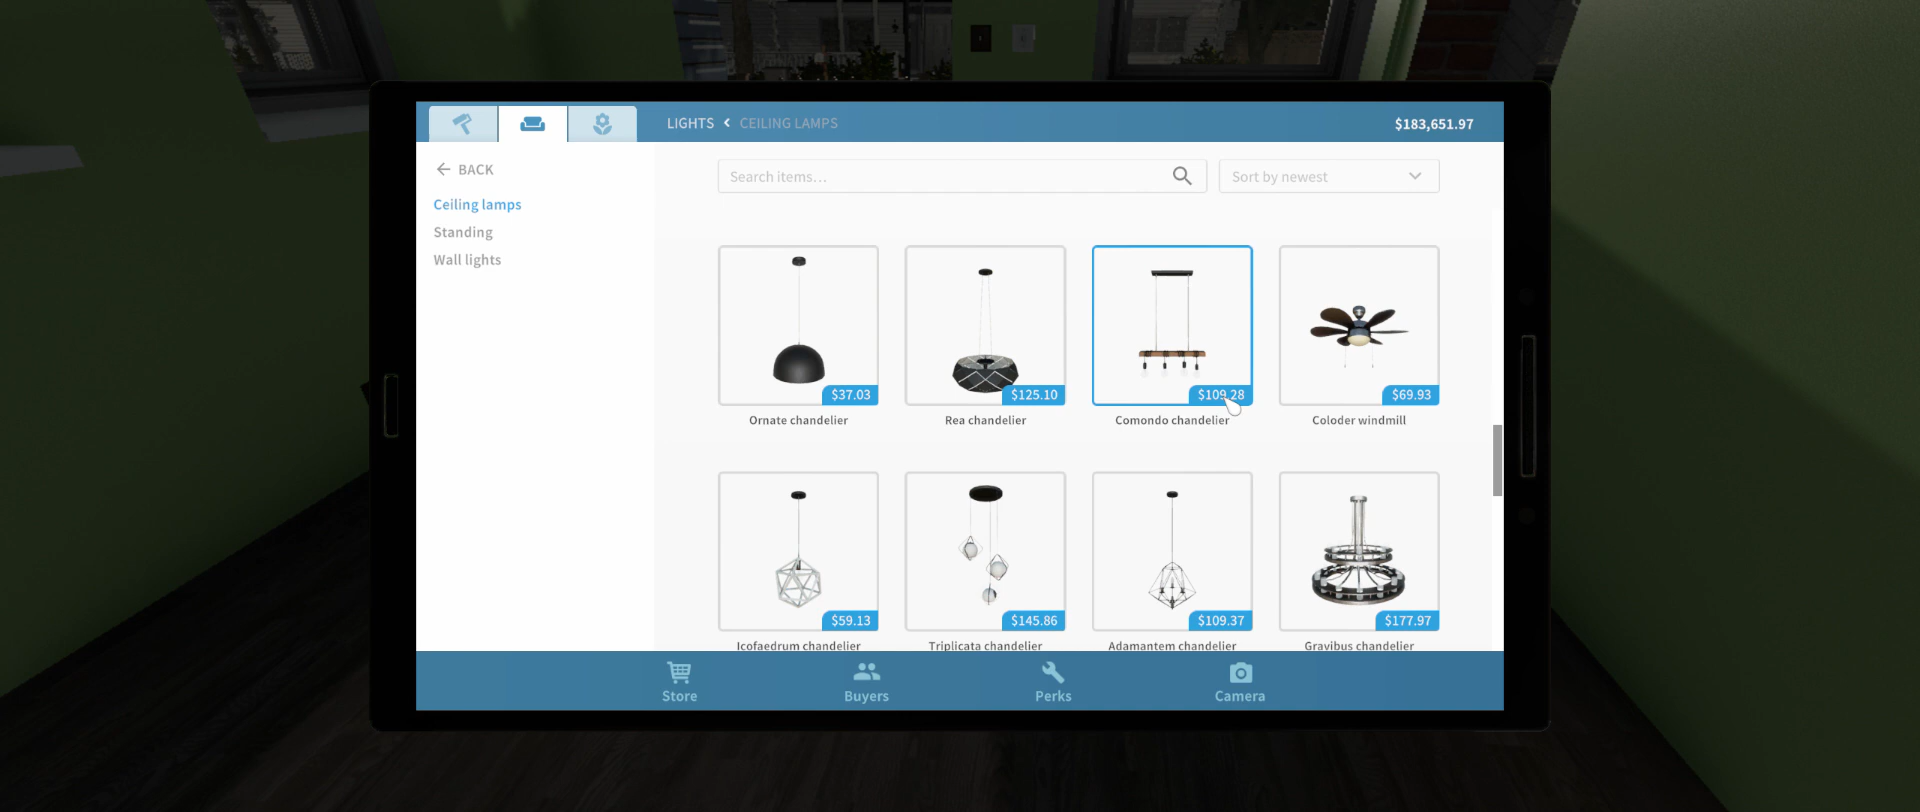 LIGHTS < CEILING LAMPS
$183,651.97
BACK
Search items...
Sort by newest
Ceiling lamps
Standing
Wall lights
$37.03
$125.10
$109.28
$69.93
Ornate chandelier
Rea chandelier
Comondo chandelier
Coloder windmill
$59.13
$145.86
$109.37
$177.97
Icofaedrum chandelier
Triplicata chandelier
Adamantem chandelier
Gravibus chandelier
Store
Buyers
Perks
Camera